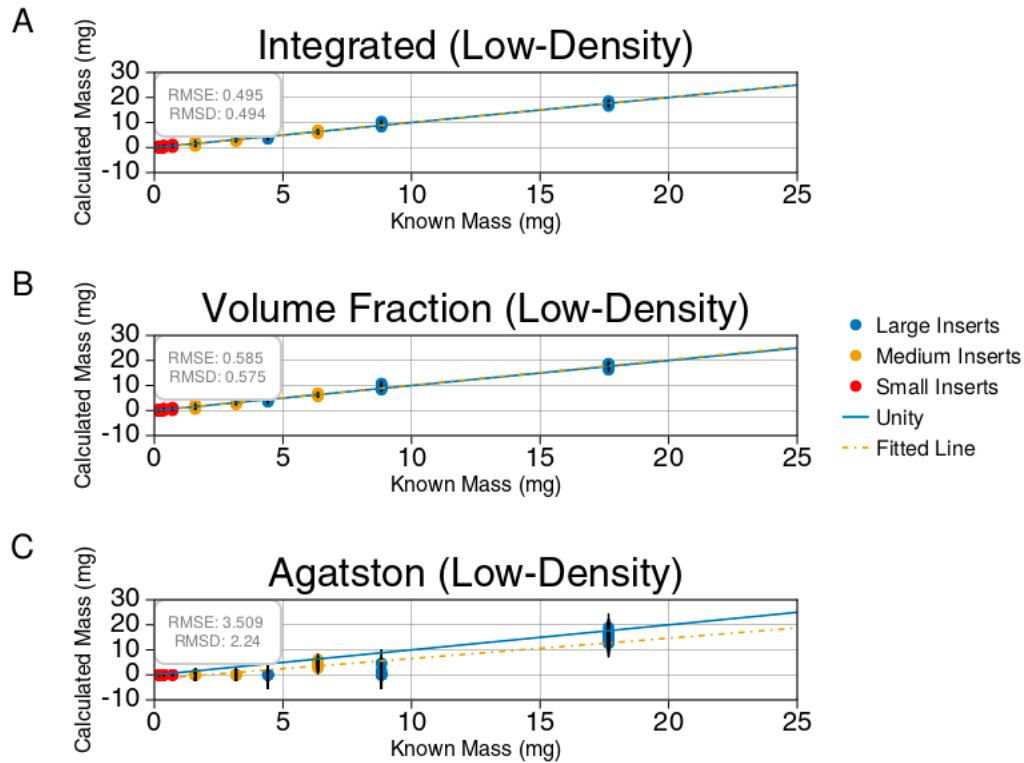 A
Integrated (Low-Density)
Calculated Mass (mg)
30
20
10
0
-10
RMSE: 0.495
RMSD: 0.494
0 5 10 15 20 25
Known Mass (mg)
B
Volume Fraction (Low-Density)
Calculated Mass (mg)
30
20
10
0
-10
RMSE: 0.585
RMSD: 0.575
0 5 10 15 20 25
Known Mass (mg)
Large Inserts
Medium Inserts
Small Inserts
Unity
Fitted Line
C
Agatston (Low-Density)
Calculated Mass (mg)
30
20
10
0
-10
RMSE: 3.509
RMSD: 2.24
0 5 10 15 20 25
Known Mass (mg)